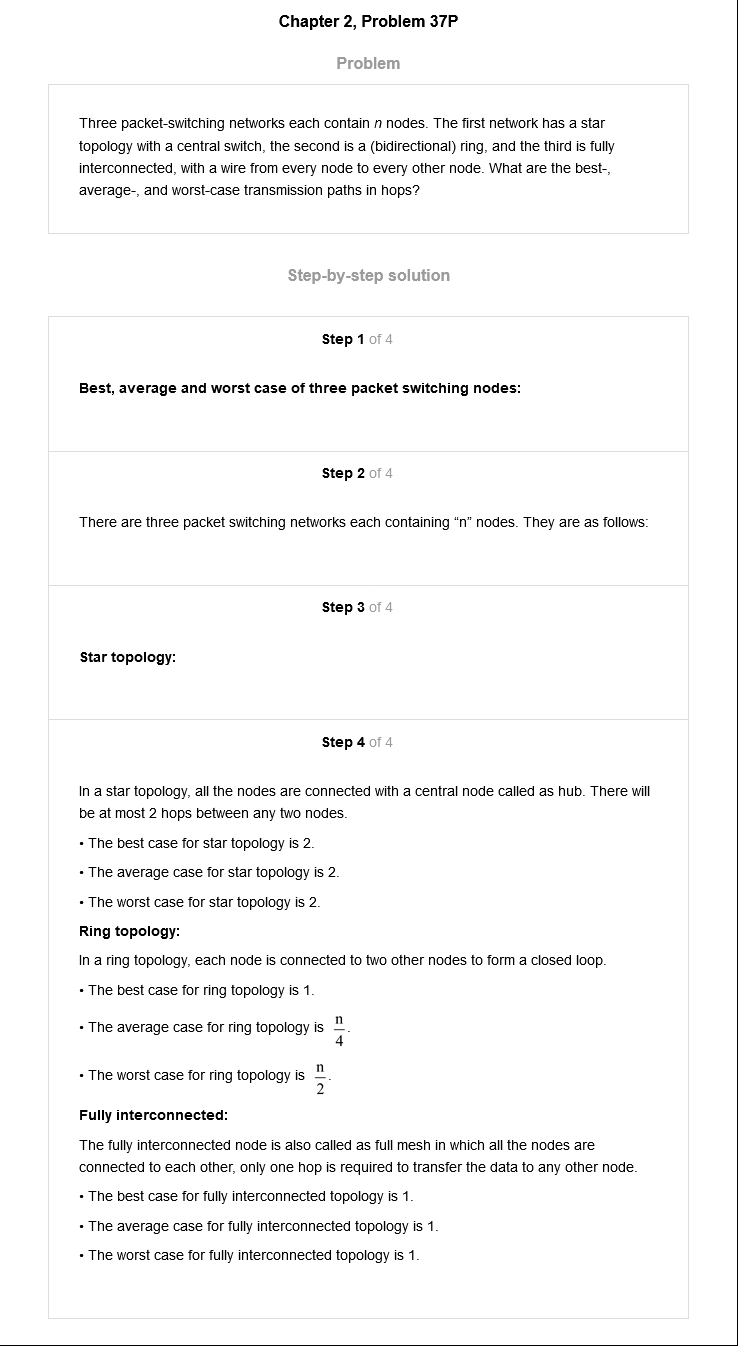 Chapter 2, Problem 37P
Problem
Three packet-switching networks each contain n nodes. The first network has a star
topology with a central switch, the second is a (bidirectional) ring, and the third is fully
interconnected, with a wire from every node to every other node. What are the best-,
average-, and worst-case transmission paths in hops?
Step-by-step solution
Step 1 of 4
Best, average and worst case of three packet switching nodes:
Step 2 of 4
There are three packet switching networks each containing “n” nodes. They are as follows:
Step 3 of 4
Star topology:
Step 4 of 4
In a star topology, all the nodes are connected with a central node called as hub. There will
be at most 2 hops between any two nodes.
• The best case for star topology is 2.
• The average case for star topology is 2.
• The worst case for star topology is 2.
Ring topology:
In a ring topology, each node is connected to two other nodes to form a closed loop.
• The best case for ring topology is 1.
• The average case for ring topology is n/4.
• The worst case for ring topology is n/2.
Fully interconnected:
The fully interconnected node is also called as full mesh in which all the nodes are
connected to each other, only one hop is required to transfer the data to any other node.
• The best case for fully interconnected topology is 1.
• The average case for fully interconnected topology is 1.
• The worst case for fully interconnected topology is 1.